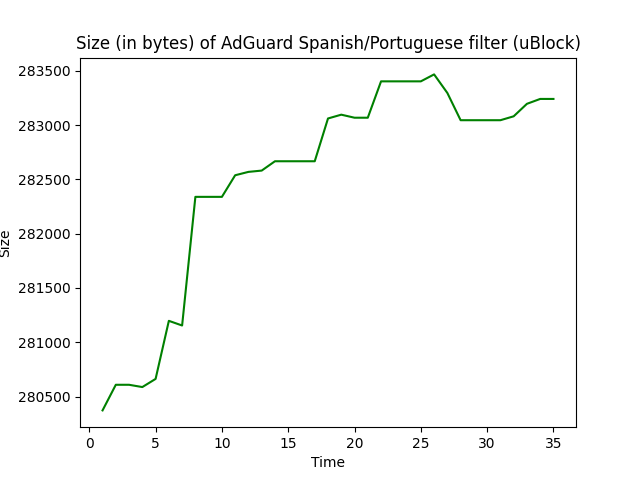 Size (in bytes) of AdGuard Spanish/Portuguese filter (uBlock)
283500
283000
282500
282000
281500
281000
280500
Size
0 5 10 15 20 25 30 35
Time